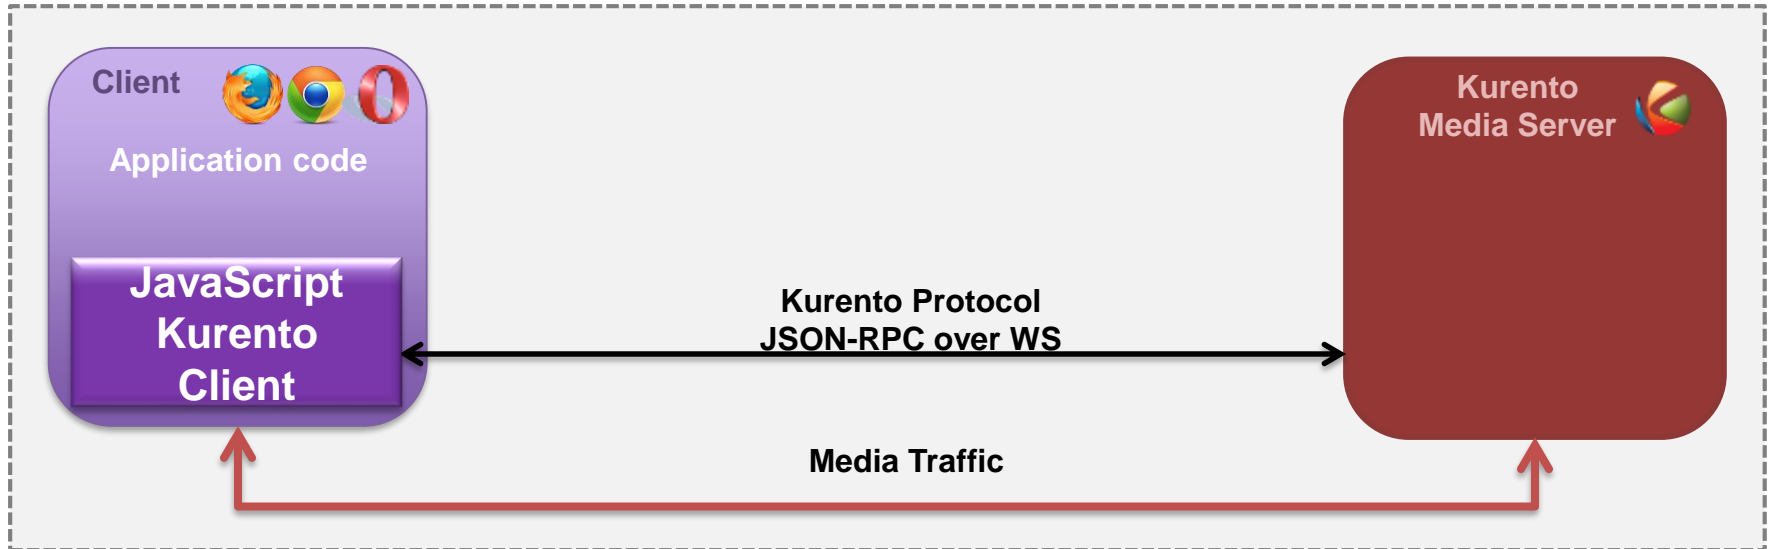 Client
Application code
JavaScript
Kurento
Client
Kurento Protocol
JSON-RPC over WS
Media Traffic
Kurento
Media Server